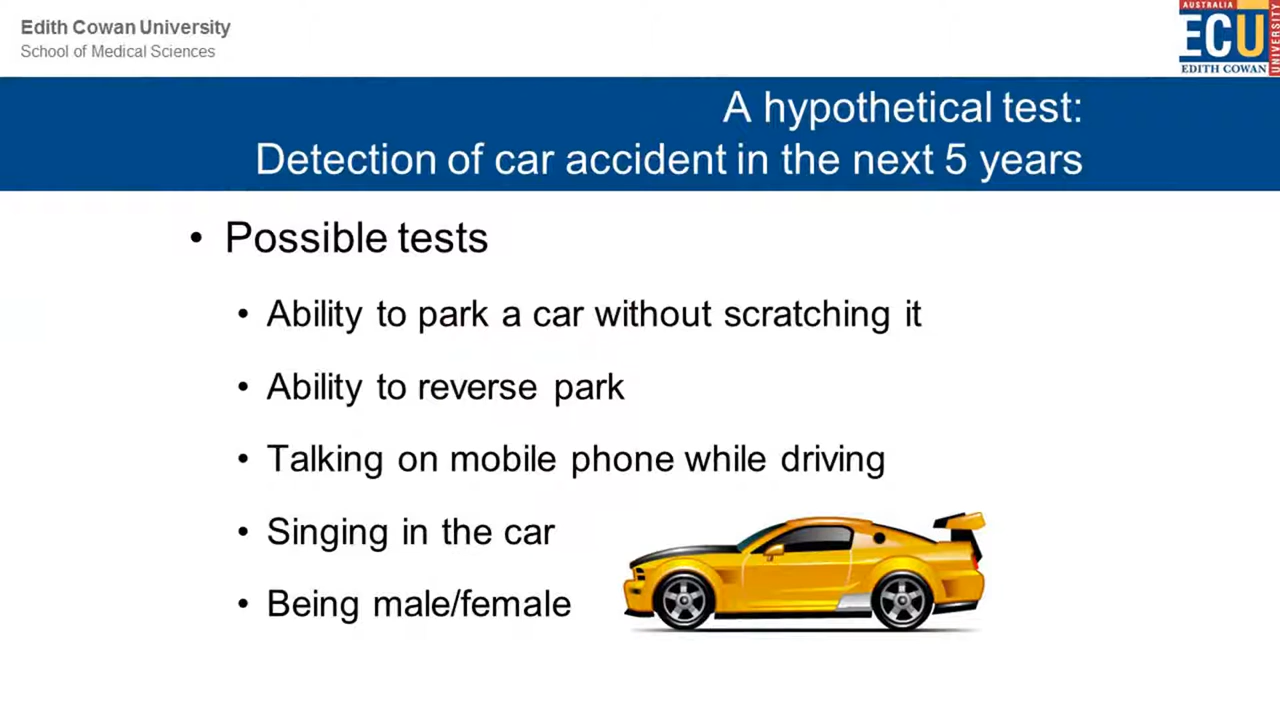 Edith Cowan University
School of Medical Sciences
AUSTRALIA
ECU
EDITH COWAN
UNIVERSITY
A hypothetical test:
Detection of car accident in the next 5 years
• Possible tests
• Ability to park a car without scratching it
• Ability to reverse park
• Talking on mobile phone while driving
• Singing in the car
• Being male/female